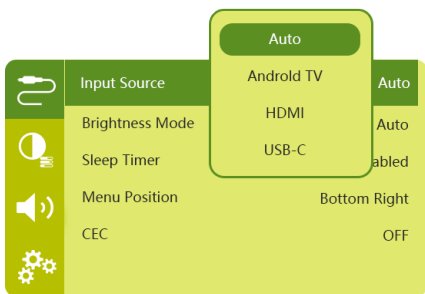 Auto
Android TV
HDMI
USB-C
Input Source Auto
Brightness Mode Auto
Sleep Timer abled
Menu Position Bottom Right
CEC OFF